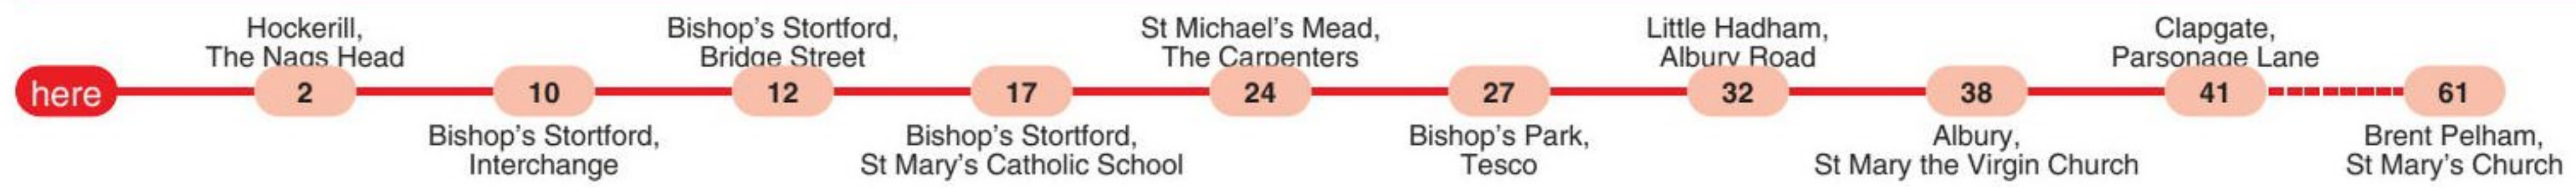 here
Hockerill,
The Nags Head
2
10
Bishop's Stortford,
Interchange
Bishop's Stortford,
Bridge Street
12
17
Bishop's Stortford,
St Mary's Catholic School
St Michael's Mead,
The Carpenters
24
27
Bishop's Park,
Tesco
Little Hadham,
Albury Road
32
38
Albury,
St Mary the Virgin Church
Clapgate,
Parsonage Lane
41
61
Brent Pelham,
St Mary's Church